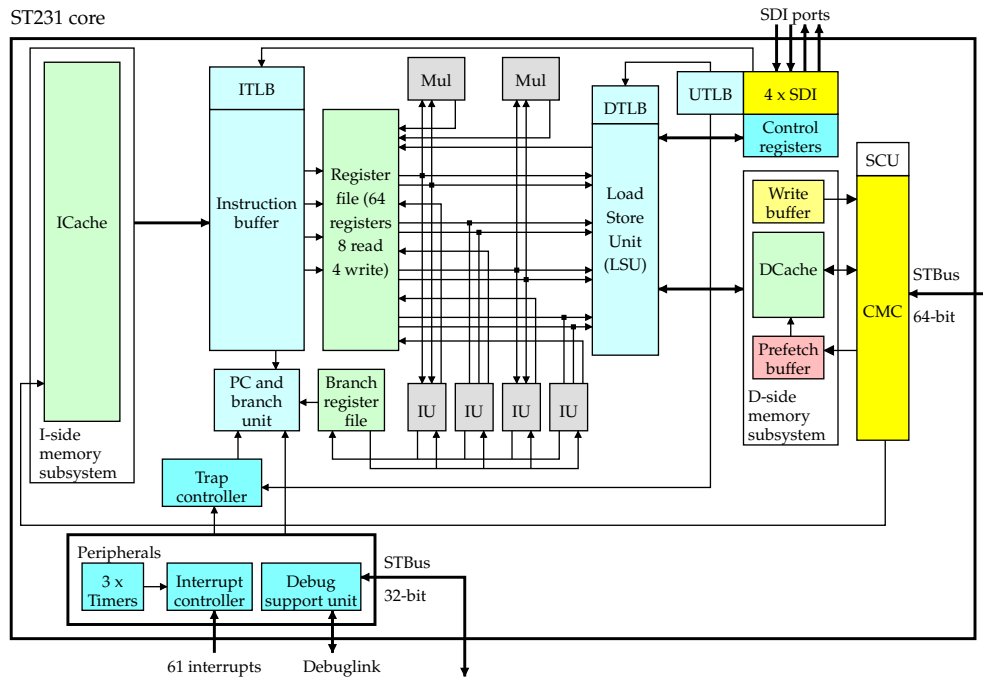 ST231 core
SDI ports
ITLB
Mul
Mul
DTLB
UTLB
4 x SDI
Control
registers
SCU
ICache
Instruction
buffer
Register
file (64
registers
8 read
4 write)
Load
Store
Unit
(LSU)
Write
buffer
DCache
Prefetch
buffer
CMC
STBus
64-bit
D-side
memory
subsystem
PC and
branch
unit
Branch
register
file
IU
IU
IU
IU
I-side
memory
subsystem
Trap
controller
Peripherals
3 x
Timers
Interrupt
controller
Debug
support unit
STBus
32-bit
61 interrupts
Debuglink